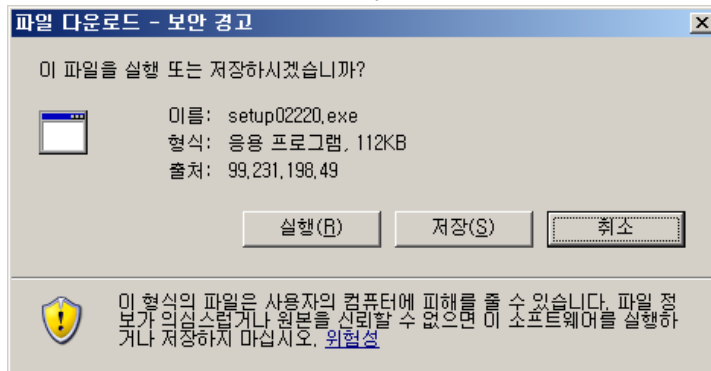 파일 다운로드 - 보안 경고
이 파일을 실행 또는 저장하시겠습니까?
이름: setup02220.exe
형식: 응용 프로그램, 112KB
출처: 99.231.198.49
실행(R) 저장(S) 취소
이 형식의 파일은 사용자의 컴퓨터에 피해를 줄 수 있습니다. 파일 정
보가 의심스럽거나 원본을 신뢰할 수 없으면 이 소프트웨어를 실행하
거나 저장하지 마십시오. 위험성